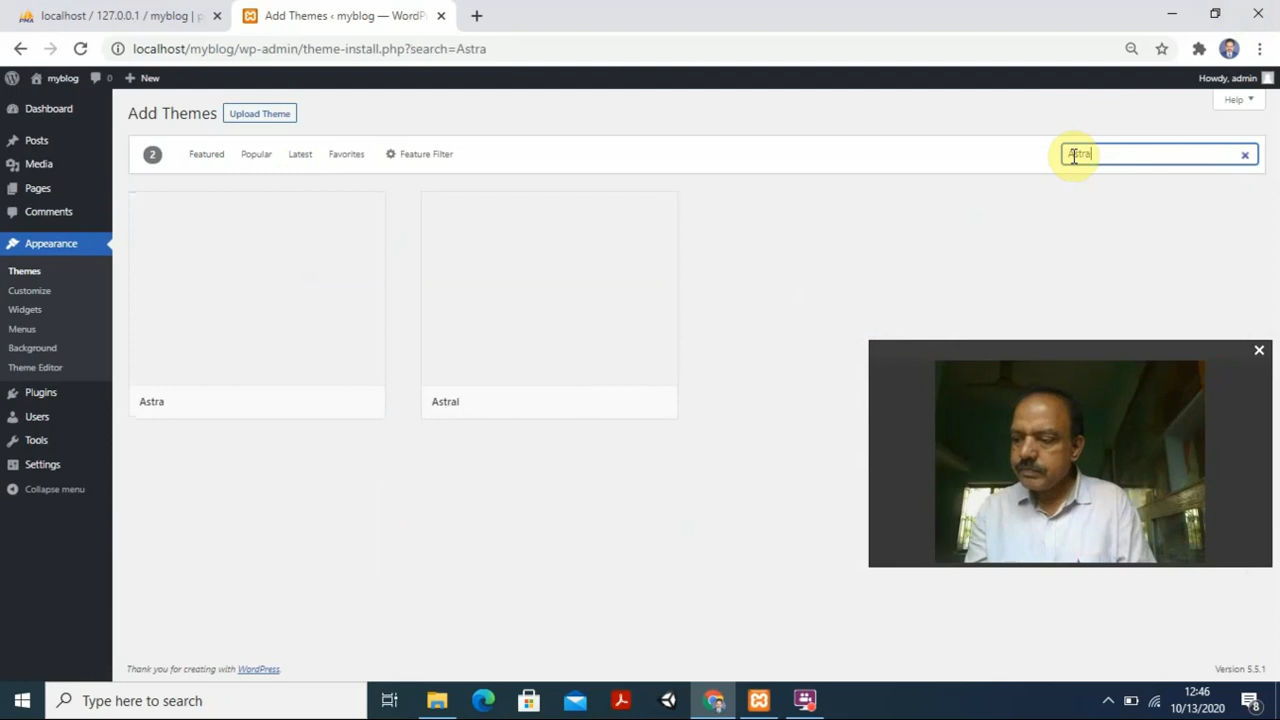 localhost / 127.0.0.1 / myblog | p
Add Themes ‹ myblog — WordPr
localhost/myblog/wp-admin/theme-install.php?search=Astra
myblog
0
New
Howdy, admin
Dashboard
Posts
Media
Pages
Comments
Appearance
Themes
Customize
Widgets
Menus
Background
Theme Editor
Plugins
Users
Tools
Settings
Collapse menu
Add Themes
Upload Theme
Help
2
Featured
Popular
Latest
Favorites
Feature Filter
Astra
Astra
Astral
Thank you for creating with WordPress.
Version 5.5.1
Type here to search
12:46
10/13/2020
8